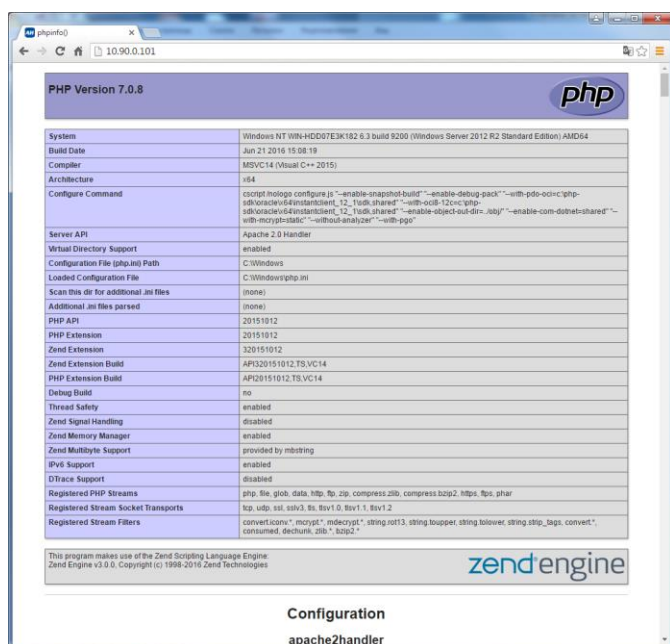 phpinfo()
10.90.0.101
PHP Version 7.0.8
php
System Windows NT WIN-HDD07E3K182 6.3 build 9200 (Windows Server 2012 R2 Standard Edition) AMD64
Build Date Jun 21 2016 15:08:19
Compiler MSVC14 (Visual C++ 2015)
Architecture x64
Configure Command cscript /nologo configure.js "--enable-snapshot-build" "--enable-debug-pack" "--with-pdo-oci=c:\php-
sdk\oracle\x64\instantclient_12_1\sdk,shared" "--with-oci8-12c=c:\php-
sdk\oracle\x64\instantclient_12_1\sdk,shared" "--enable-object-out-dir=../obj/" "--enable-com-dotnet=shared" "--
with-mcrypt=static" "--without-analyzer" "--with-pgo"
Server API Apache 2.0 Handler
Virtual Directory Support enabled
Configuration File (php.ini) Path C:\Windows
Loaded Configuration File C:\Windows\php.ini
Scan this dir for additional .ini files (none)
Additional .ini files parsed (none)
PHP API 20151012
PHP Extension 20151012
Zend Extension 320151012
Zend Extension Build API320151012,TS,VC14
PHP Extension Build API20151012,TS,VC14
Debug Build no
Thread Safety enabled
Zend Signal Handling disabled
Zend Memory Manager enabled
Zend Multibyte Support provided by mbstring
IPv6 Support enabled
DTrace Support disabled
Registered PHP Streams php, file, glob, data, http, ftp, zip, compress.zlib, compress.bzip2, https, ftps, phar
Registered Stream Socket Transports tcp, udp, ssl, sslv3, tls, tlsv1.0, tlsv1.1, tlsv1.2
Registered Stream Filters convert.iconv.*, mcrypt.*, mdecrypt.*, string.rot13, string.toupper, string.tolower, string.strip_tags, convert.*,
consumed, dechunk, zlib.*, bzip2.*
This program makes use of the Zend Scripting Language Engine:
Zend Engine v3.0.0, Copyright (c) 1998-2016 Zend Technologies
zend engine
Configuration
apache2handler